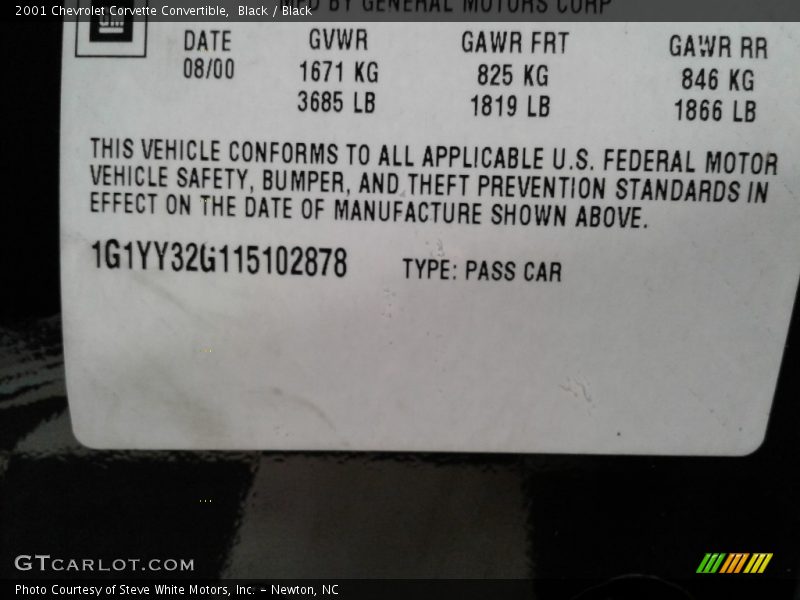 2001 Chevrolet Corvette Convertible,  Black / Black
MFD BY GENERAL MOTORS CORP
GM
DATE GVWR GAWR FRT GAWR RR
08/00 1671 KG 825 KG 846 KG
3685 LB 1819 LB 1866 LB
THIS VEHICLE CONFORMS TO ALL APPLICABLE U.S. FEDERAL MOTOR
VEHICLE SAFETY, BUMPER, AND THEFT PREVENTION STANDARDS IN
EFFECT ON THE DATE OF MANUFACTURE SHOWN ABOVE.
1G1YY32G115102878 TYPE: PASS CAR
GTCARLOT.COM
Photo Courtesy of Steve White Motors, Inc. – Newton, NC